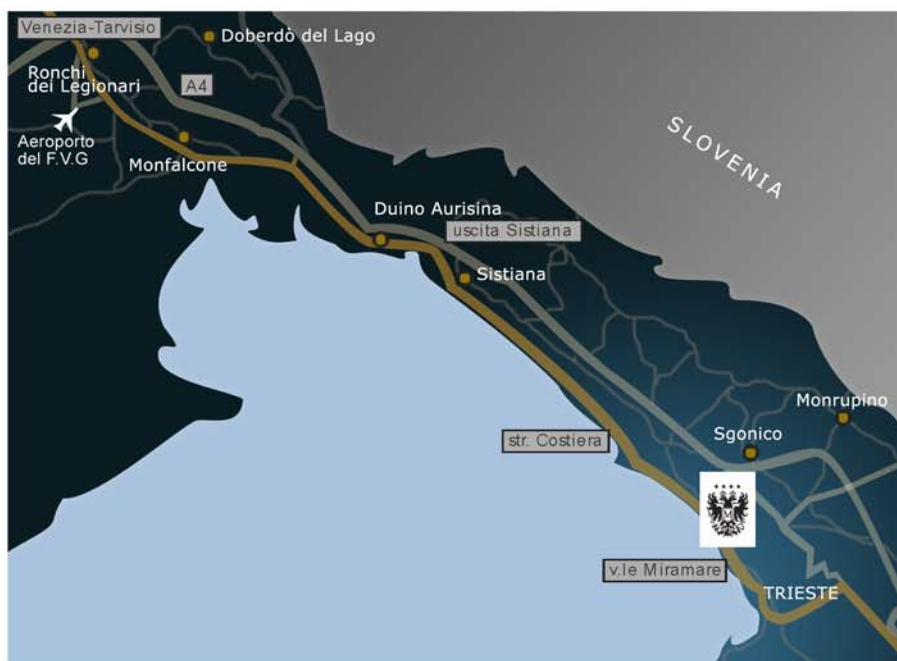 Venezia-Tarvisio
Doberdò del Lago
Ronchi
dei Legionari
A4
Aeroporto
del F.V.G
Monfalcone
SLOVENIA
Duino Aurisina
uscita Sistiana
Sistiana
Monrupino
Sgonico
str. Costiera
v.le Miramare
TRIESTE